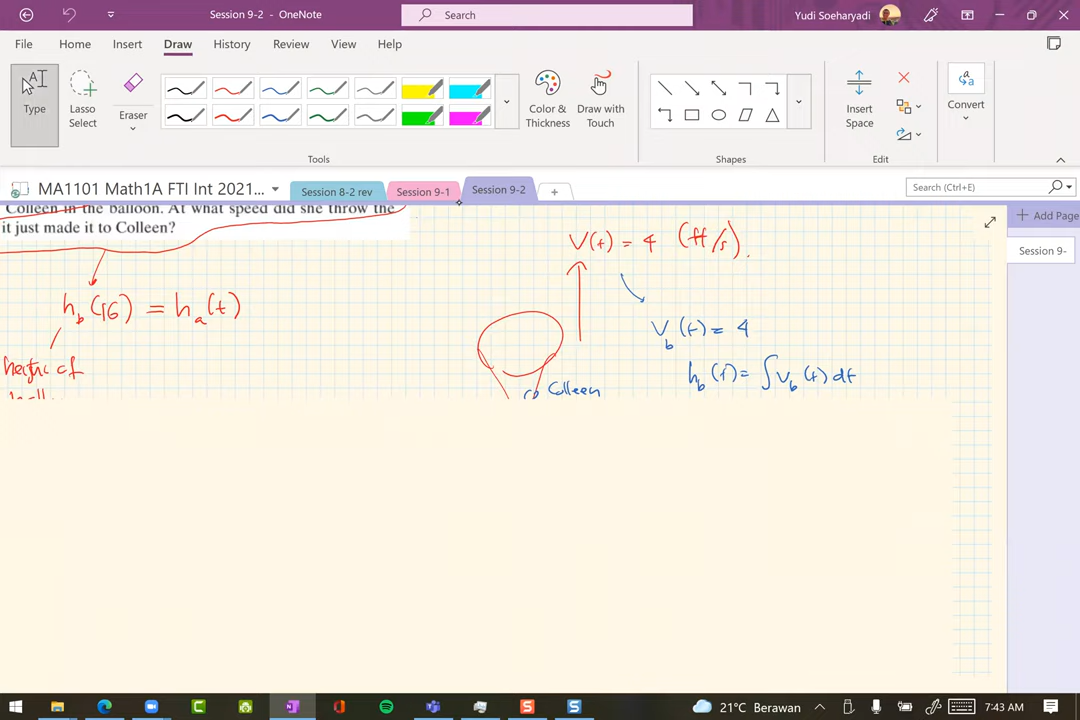 Session 9-2 - OneNote
Search
Yudi Soeharyadi
File
Home
Insert
Draw
History
Review
View
Help
Type
Lasso
Select
Eraser
Color &
Thickness
Draw with
Touch
Insert
Space
Convert
Tools
Shapes
Edit
MA1101 Math1A FTI Int 2021...
Session 8-2 rev
Session 9-1
Session 9-2
Search (Ctrl+E)
Add Page
Session 9-
Colleen in the balloon. At what speed did she throw the
it just made it to Colleen?
V(t) = 4 (ft/s).
h_b(16) = h_a(t)
V_b(t) = 4
height of
h_b(t) = ∫ v_b(t) dt
Colleen
21°C Berawan
7:43 AM